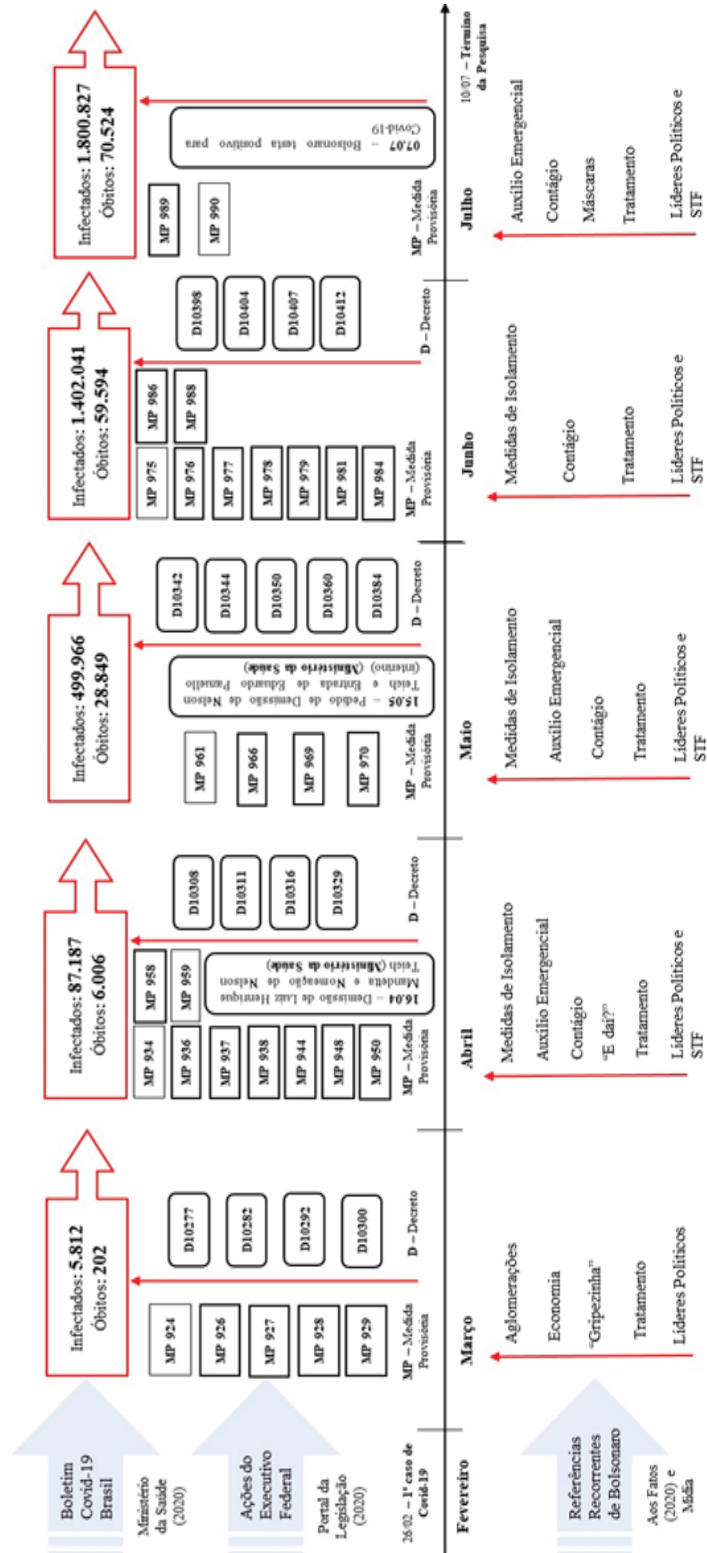 Boletim
Covid-19
Brasil
Ministério
da Saúde
(2020)
Infectados: 5.812
Óbitos: 202
Infectados: 87.187
Óbitos: 6.006
Infectados: 499.966
Óbitos: 28.849
Infectados: 1.402.041
Óbitos: 59.594
Infectados: 1.800.827
Óbitos: 70.524
Ações do
Executivo
Federal
Portal da
Legislação
(2020)
MP 924
MP 926
MP 927
MP 928
MP 929
MP – Medida
Provisória
D10277
D10282
D10292
D10300
D – Decreto
MP 934
MP 936
MP 937
MP 938
MP 944
MP 948
MP 950
MP 958
MP 959
MP – Medida
Provisória
16.04 – Demissão de Luiz Henrique
Mandetta e Nomeação de Nelson
Teich (Ministério da Saúde)
D10308
D10311
D10316
D10329
D – Decreto
MP 961
MP 966
MP 969
MP 970
MP – Medida
Provisória
15.05 – Pedido de Demissão de Nelson
Teich e Entrada de Eduardo Pazuello
(interino) (Ministério da Saúde)
D10342
D10344
D10350
D10360
D10384
D – Decreto
MP 975
MP 976
MP 977
MP 978
MP 979
MP 981
MP 984
MP 986
MP 988
MP – Medida
Provisória
D10398
D10404
D10407
D10412
D – Decreto
MP 989
MP 990
MP – Medida
Provisória
07.07 – Bolsonaro testa positivo para
Covid-19
26/02 – 1º caso de
Covid-19
10/07 – Término
da Pesquisa
Fevereiro
Março
Abril
Maio
Junho
Julho
Referências
Recorrentes
de Bolsonaro
Aos Fatos
(2020) e
Mídia
Aglomerações
Economia
“Gripezinha”
Tratamento
Líderes Políticos
Medidas de Isolamento
Auxílio Emergencial
Contágio
“E daí?”
Tratamento
Líderes Políticos e
STF
Medidas de Isolamento
Auxílio Emergencial
Contágio
Tratamento
Líderes Políticos e
STF
Medidas de Isolamento
Contágio
Tratamento
Líderes Políticos e
STF
Auxílio Emergencial
Contágio
Máscaras
Tratamento
Líderes Políticos e
STF